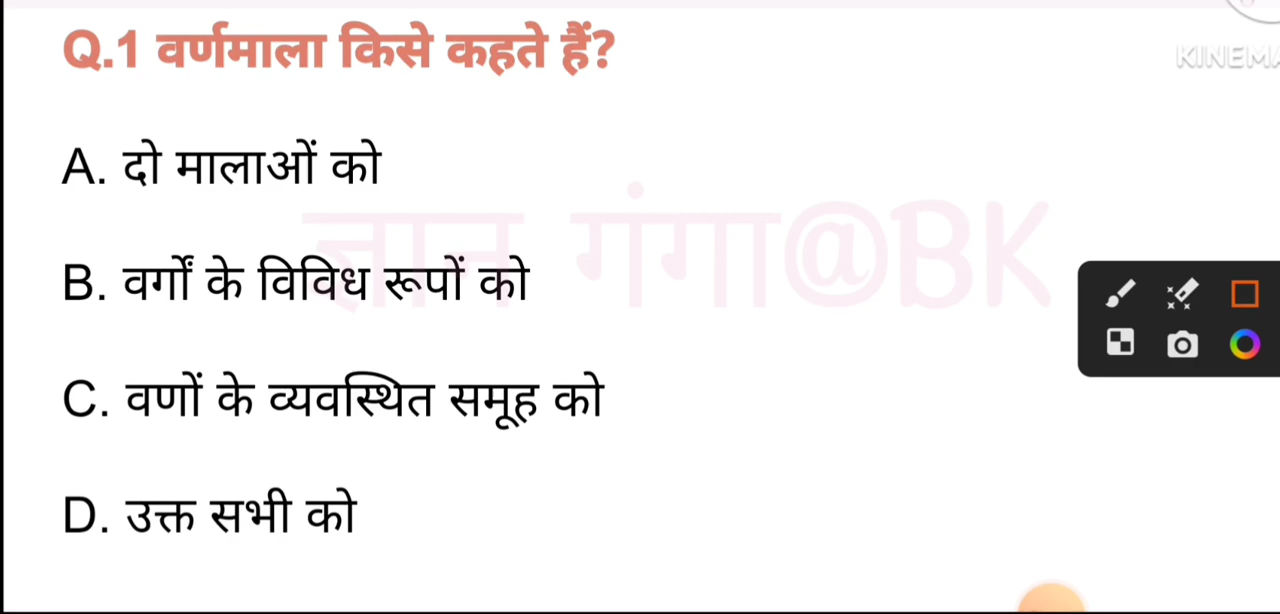 Q.1 वर्णमाला किसे कहते हैं?
KINEMA
A. दो मालाओं को
ज्ञान गंगा@BK
B. वर्गों के विविध रूपों को
C. वणों के व्यवस्थित समूह को
D. उक्त सभी को